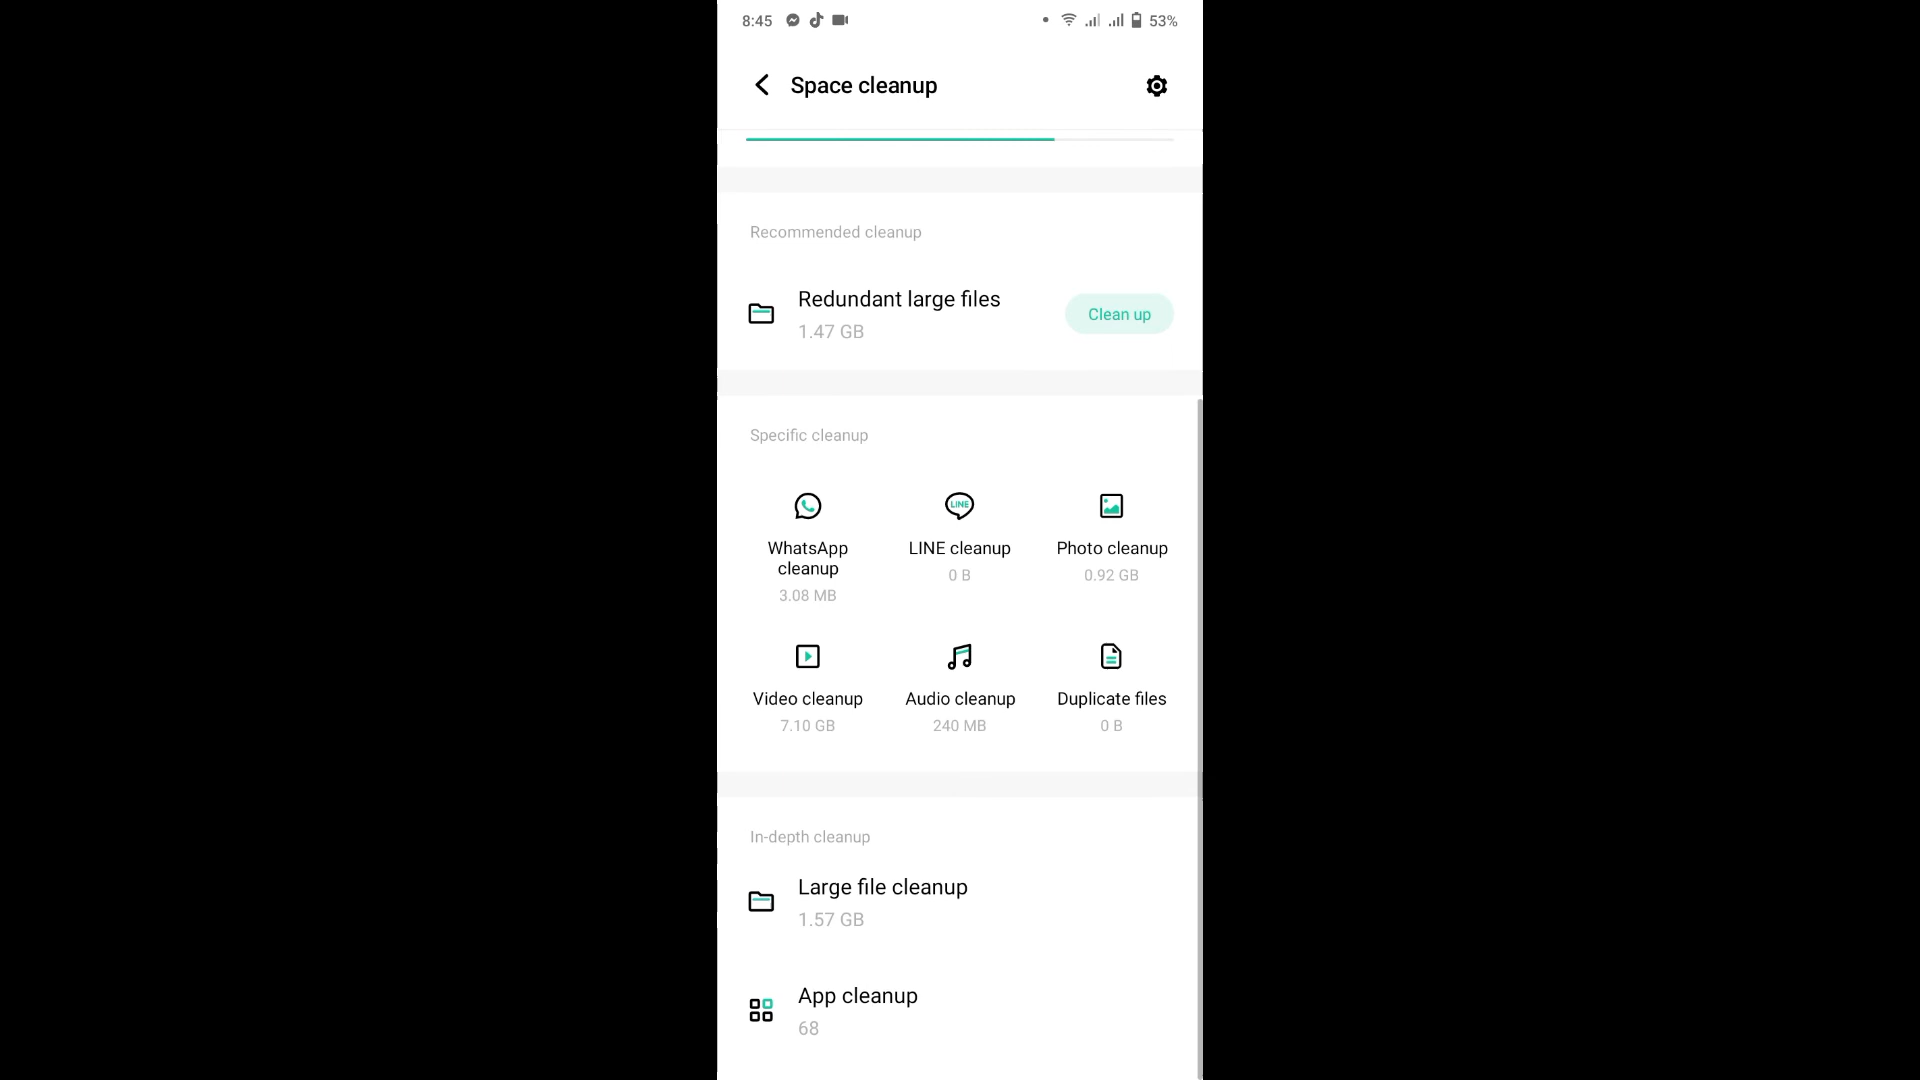 8:45
53%
Space cleanup
Recommended cleanup
Redundant large files
1.47 GB
Clean up
Specific cleanup
LINE
WhatsApp
cleanup
3.08 MB
LINE cleanup
0 B
Photo cleanup
0.92 GB
Video cleanup
7.10 GB
Audio cleanup
240 MB
Duplicate files
0 B
In-depth cleanup
Large file cleanup
1.57 GB
App cleanup
68